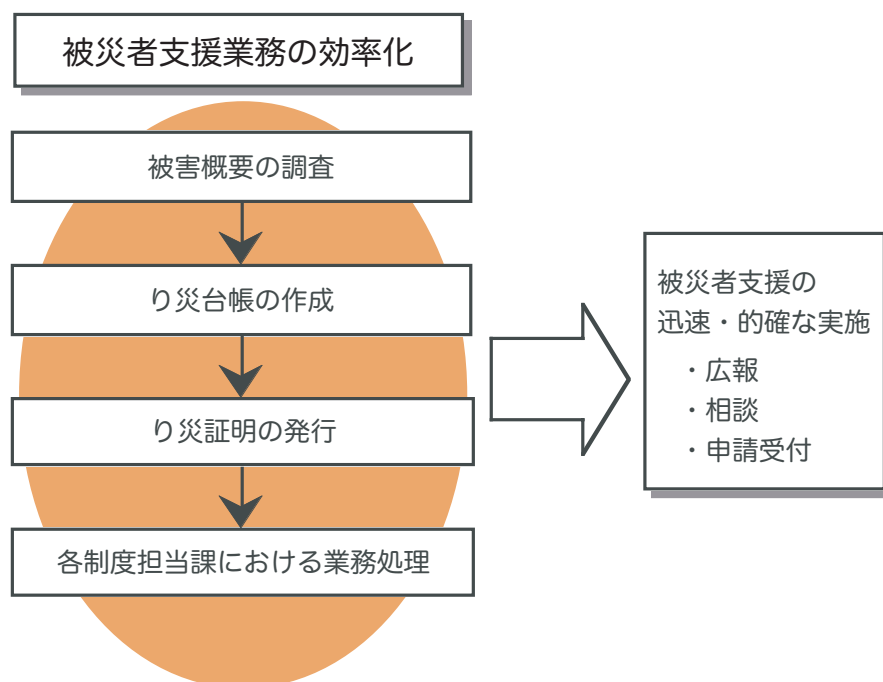 被災者支援業務の効率化
被害概要の調査
り災台帳の作成
り災証明の発行
各制度担当課における業務処理
被災者支援の
迅速・的確な実施
・広報
・相談
・申請受付